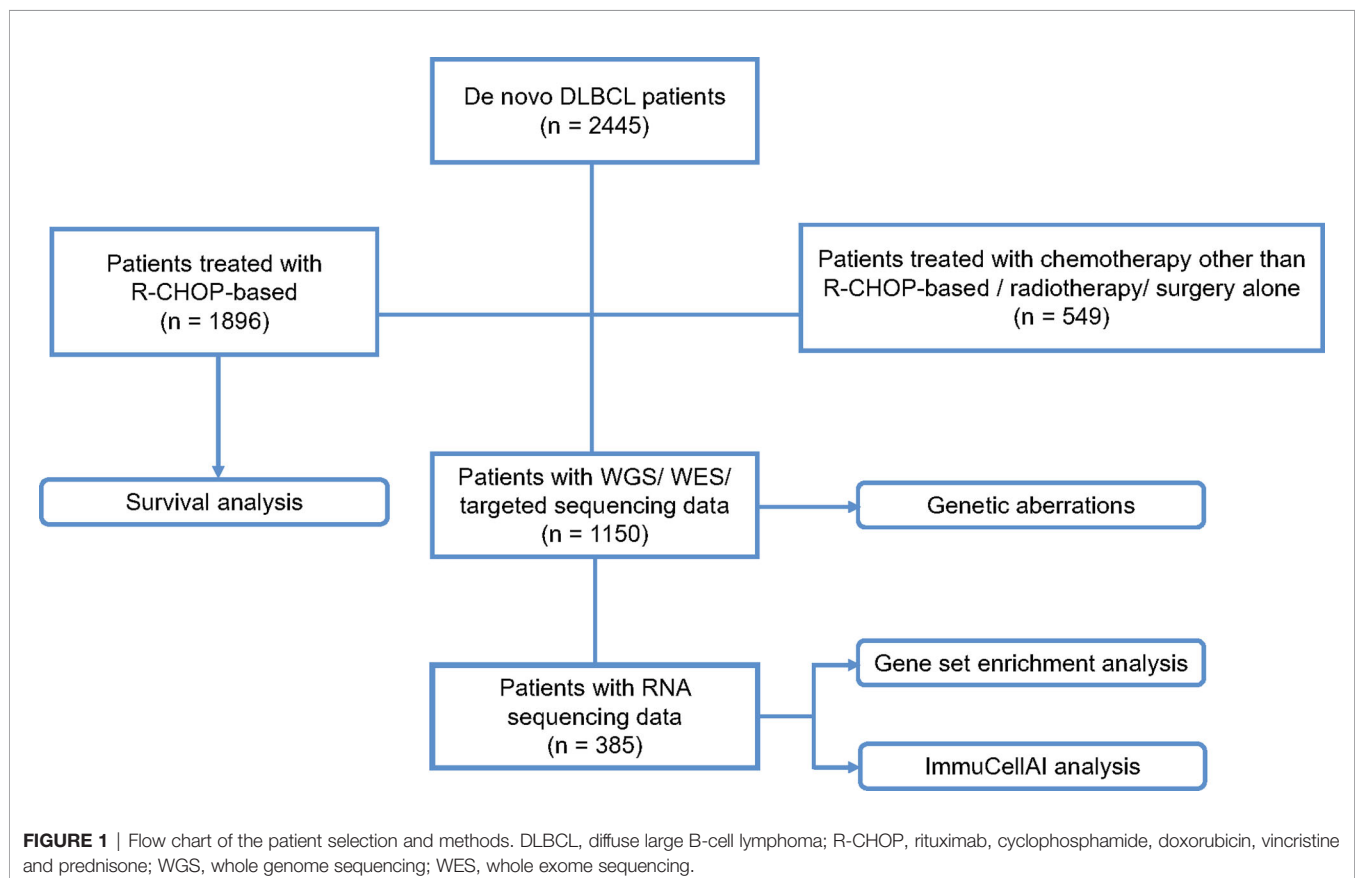 De novo DLBCL patients
(n = 2445)
Patients treated with
R-CHOP-based
(n = 1896)
Patients treated with chemotherapy other than
R-CHOP-based / radiotherapy/ surgery alone
(n = 549)
Survival analysis
Patients with WGS/ WES/
targeted sequencing data
(n = 1150)
Genetic aberrations
Patients with RNA
sequencing data
(n = 385)
Gene set enrichment analysis
ImmuCellAI analysis
FIGURE 1 | Flow chart of the patient selection and methods. DLBCL, diffuse large B-cell lymphoma; R-CHOP, rituximab, cyclophosphamide, doxorubicin, vincristine
and prednisone; WGS, whole genome sequencing; WES, whole exome sequencing.